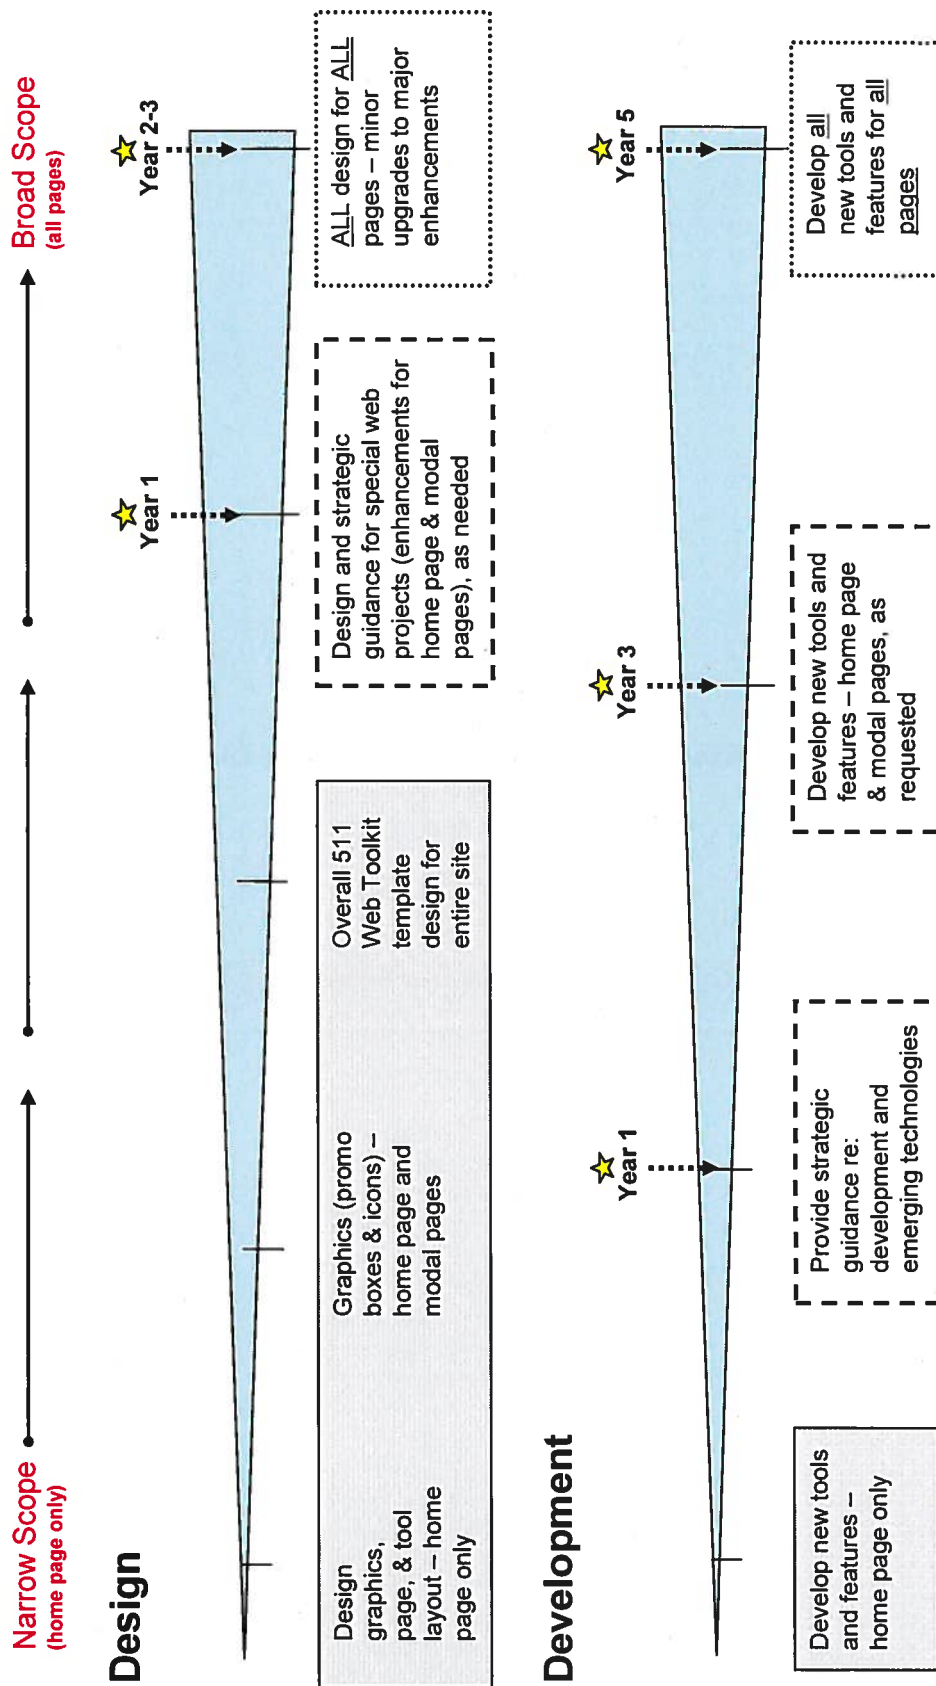 Narrow Scope
(home page only)
Broad Scope
(all pages)
Design
Year 1
Year 2-3
Design
graphics,
page, & tool
layout – home
page only
Graphics (promo
boxes & icons) –
home page and
modal pages
Overall 511
Web Toolkit
template
design for
entire site
Design and strategic
guidance for special web
projects (enhancements for
home page & modal
pages), as needed
ALL design for ALL
pages – minor
upgrades to major
enhancements
Development
Year 1
Year 3
Year 5
Develop new tools
and features –
home page only
Provide strategic
guidance re:
development and
emerging technologies
Develop new tools and
features – home page
& modal pages, as
requested
Develop all
new tools and
features for all
pages